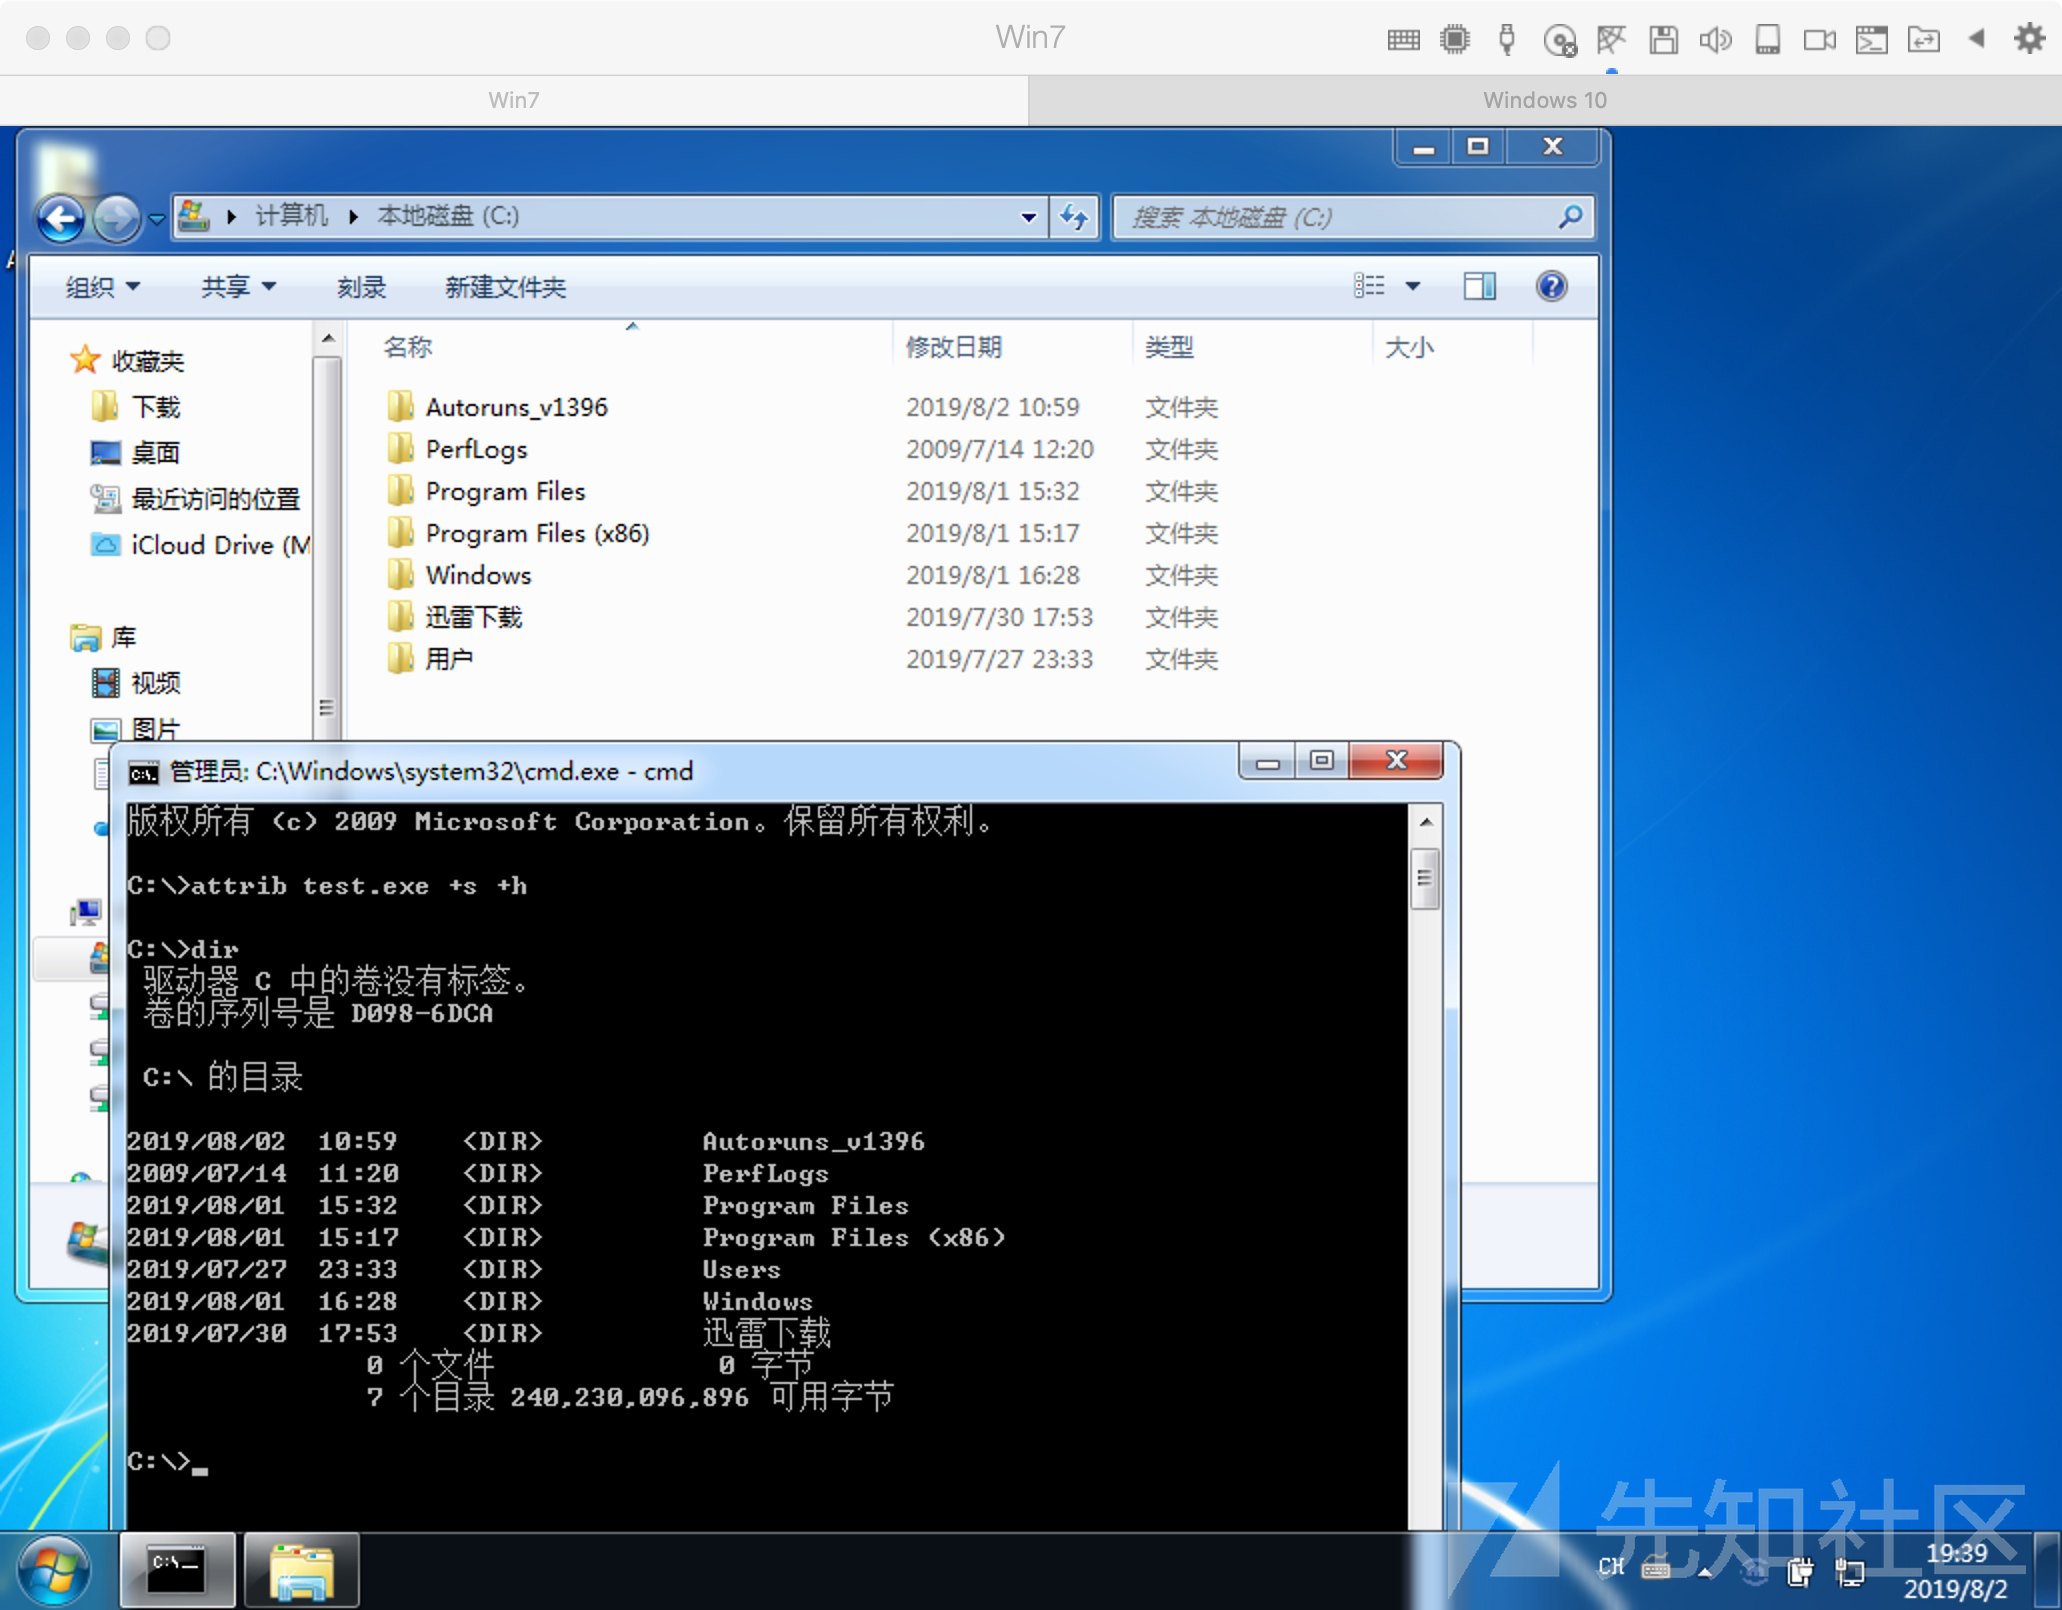 Win7
Win7
Windows 10
计算机 本地磁盘 (C:)
搜索 本地磁盘 (C:)
组织 共享 刻录 新建文件夹
名称 修改日期 类型 大小
收藏夹
下载
桌面
最近访问的位置
iCloud Drive (M
库
视频
图片
Autoruns_v1396 2019/8/2 10:59 文件夹
PerfLogs 2009/7/14 12:20 文件夹
Program Files 2019/8/1 15:32 文件夹
Program Files (x86) 2019/8/1 15:17 文件夹
Windows 2019/8/1 16:28 文件夹
迅雷下载 2019/7/30 17:53 文件夹
用户 2019/7/27 23:33 文件夹
管理员: C:\Windows\system32\cmd.exe - cmd
版权所有 (c) 2009 Microsoft Corporation。保留所有权利。
C:\>attrib test.exe +s +h
C:\>dir
驱动器 C 中的卷没有标签。
卷的序列号是 D098-6DCA
C:\ 的目录
2019/08/02 10:59 <DIR> Autoruns_v1396
2009/07/14 11:20 <DIR> PerfLogs
2019/08/01 15:32 <DIR> Program Files
2019/08/01 15:17 <DIR> Program Files (x86)
2019/07/27 23:33 <DIR> Users
2019/08/01 16:28 <DIR> Windows
2019/07/30 17:53 <DIR> 迅雷下载
0 个文件 0 字节
7 个目录 240,230,096,896 可用字节
C:\>
先知社区
CH
19:39
2019/8/2